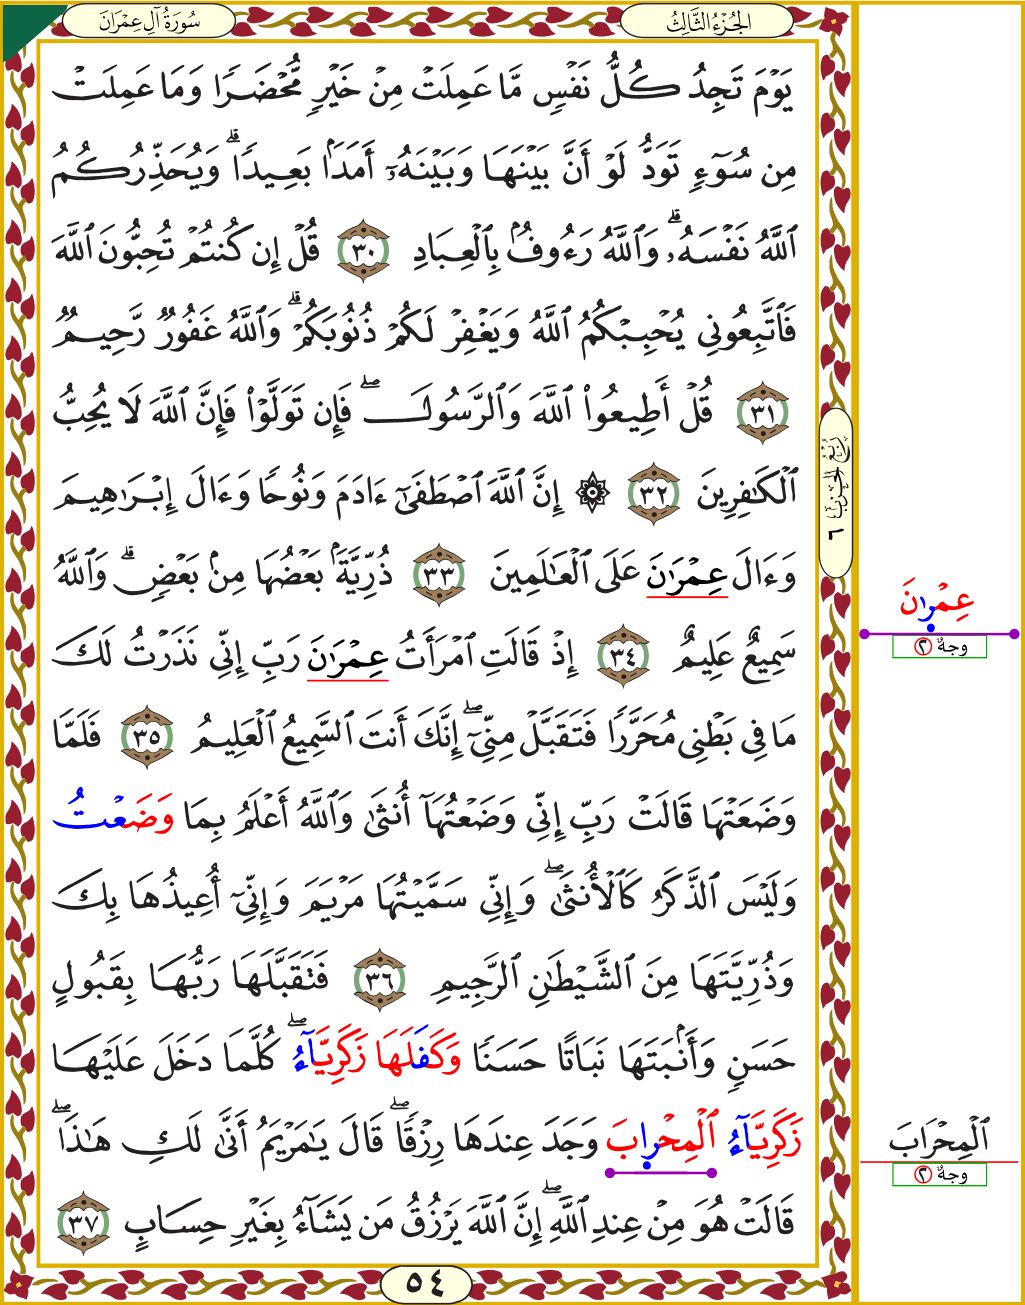 سُورَةُ آلِ عِمْرَانَ
الجُزْءُ الثَّالِثُ
يَوْمَ تَجِدُ كُلُّ نَفْسٍ مَّا عَمِلَتْ مِنْ خَيْرٍ مُّحْضَرًا وَمَا عَمِلَتْ
مِن سُوٓءٍ تَوَدُّ لَوْ أَنَّ بَيْنَهَا وَبَيْنَهُۥٓ أَمَدًۢا بَعِيدًا ۗ وَيُحَذِّرُكُمُ
ٱللَّهُ نَفْسَهُۥ ۗ وَٱللَّهُ رَءُوفٌۢ بِٱلْعِبَادِ ٣٠ قُلْ إِن كُنتُمْ تُحِبُّونَ ٱللَّهَ
فَٱتَّبِعُونِي يُحْبِبْكُمُ ٱللَّهُ وَيَغْفِرْ لَكُمْ ذُنُوبَكُمْ ۗ وَٱللَّهُ غَفُورٌ رَّحِيمٌ
٣١ قُلْ أَطِيعُوا۟ ٱللَّهَ وَٱلرَّسُولَ ۖ فَإِن تَوَلَّوْا۟ فَإِنَّ ٱللَّهَ لَا يُحِبُّ
ٱلْكَٰفِرِينَ ٣٢ ۞ إِنَّ ٱللَّهَ ٱصْطَفَىٰٓ ءَادَمَ وَنُوحًا وَءَالَ إِبْرَٰهِيمَ
وَءَالَ عِمْرَٰنَ عَلَى ٱلْعَٰلَمِينَ ٣٣ ذُرِّيَّةًۢ بَعْضُهَا مِنۢ بَعْضٍ ۗ وَٱللَّهُ
سَمِيعٌ عَلِيمٌ ٣٤ إِذْ قَالَتِ ٱمْرَأَتُ عِمْرَٰنَ رَبِّ إِنِّي نَذَرْتُ لَكَ
مَا فِي بَطْنِي مُحَرَّرًا فَتَقَبَّلْ مِنِّيٓ ۖ إِنَّكَ أَنتَ ٱلسَّمِيعُ ٱلْعَلِيمُ ٣٥ فَلَمَّا
وَضَعَتْهَا قَالَتْ رَبِّ إِنِّي وَضَعْتُهَآ أُنثَىٰ وَٱللَّهُ أَعْلَمُ بِمَا وَضَعْتُ
وَلَيْسَ ٱلذَّكَرُ كَٱلْأُنثَىٰ ۖ وَإِنِّي سَمَّيْتُهَا مَرْيَمَ وَإِنِّيٓ أُعِيذُهَا بِكَ
وَذُرِّيَّتَهَا مِنَ ٱلشَّيْطَٰنِ ٱلرَّجِيمِ ٣٦ فَتَقَبَّلَهَا رَبُّهَا بِقَبُولٍ
حَسَنٍ وَأَنۢبَتَهَا نَبَاتًا حَسَنًا وَكَفَلَهَا زَكَرِيَّآءُ ۖ كُلَّمَا دَخَلَ عَلَيْهَا
زَكَرِيَّآءُ ٱلْمِحْرَابَ وَجَدَ عِندَهَا رِزْقًا ۖ قَالَ يَٰمَرْيَمُ أَنَّىٰ لَكِ هَٰذَا ۖ
قَالَتْ هُوَ مِنْ عِندِ ٱللَّهِ ۖ إِنَّ ٱللَّهَ يَرْزُقُ مَن يَشَآءُ بِغَيْرِ حِسَابٍ ٣٧
٥٤
رُبْعُ الحِزْب ٦
عِمْرَٰنَ
وجهٌ ٢
ٱلْمِحْرَابَ
وجهٌ ٢